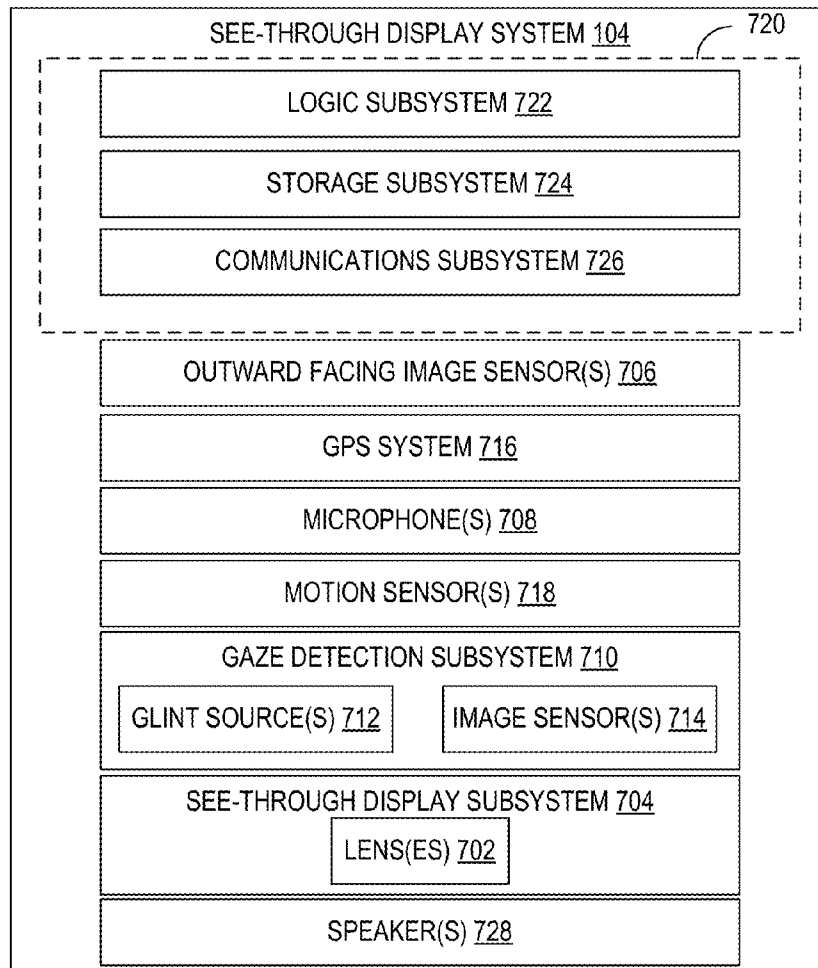 SEE-THROUGH DISPLAY SYSTEM 104
720
LOGIC SUBSYSTEM 722
STORAGE SUBSYSTEM 724
COMMUNICATIONS SUBSYSTEM 726
OUTWARD FACING IMAGE SENSOR(S) 706
GPS SYSTEM 716
MICROPHONE(S) 708
MOTION SENSOR(S) 718
GAZE DETECTION SUBSYSTEM 710
GLINT SOURCE(S) 712
IMAGE SENSOR(S) 714
SEE-THROUGH DISPLAY SUBSYSTEM 704
LENS(ES) 702
SPEAKER(S) 728